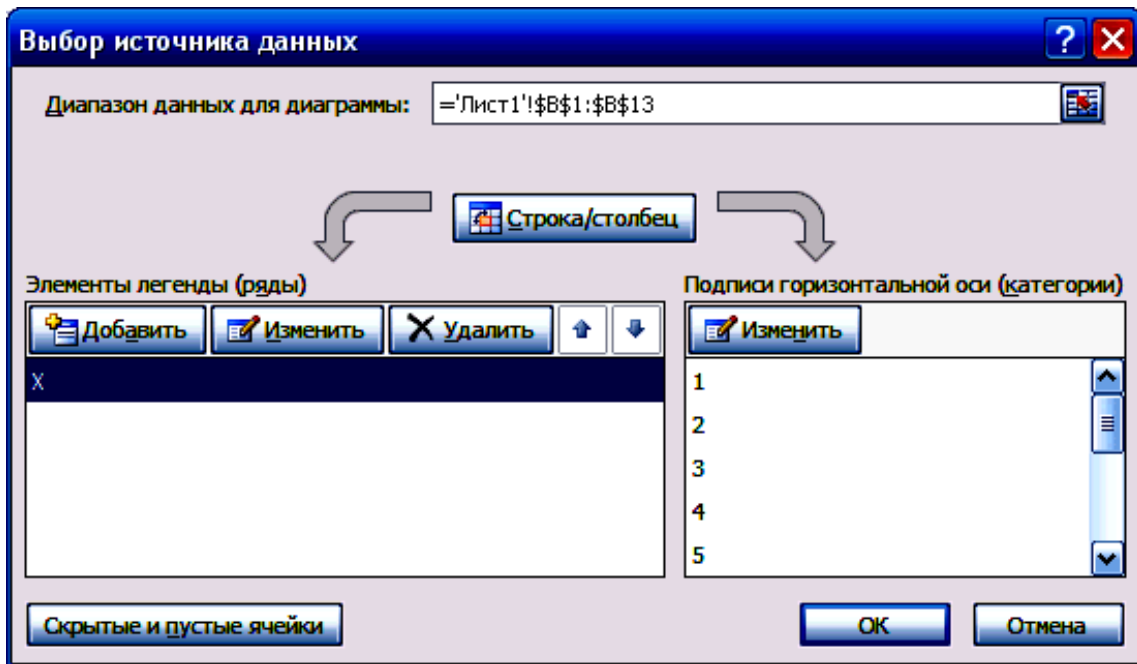 Выбор источника данных
Диапазон данных для диаграммы: ='Лист1'!$B$1:$B$13
Строка/столбец
Элементы легенды (ряды)
Подписи горизонтальной оси (категории)
Добавить Изменить Удалить
Изменить
X
1
2
3
4
5
Скрытые и пустые ячейки
ОК Отмена